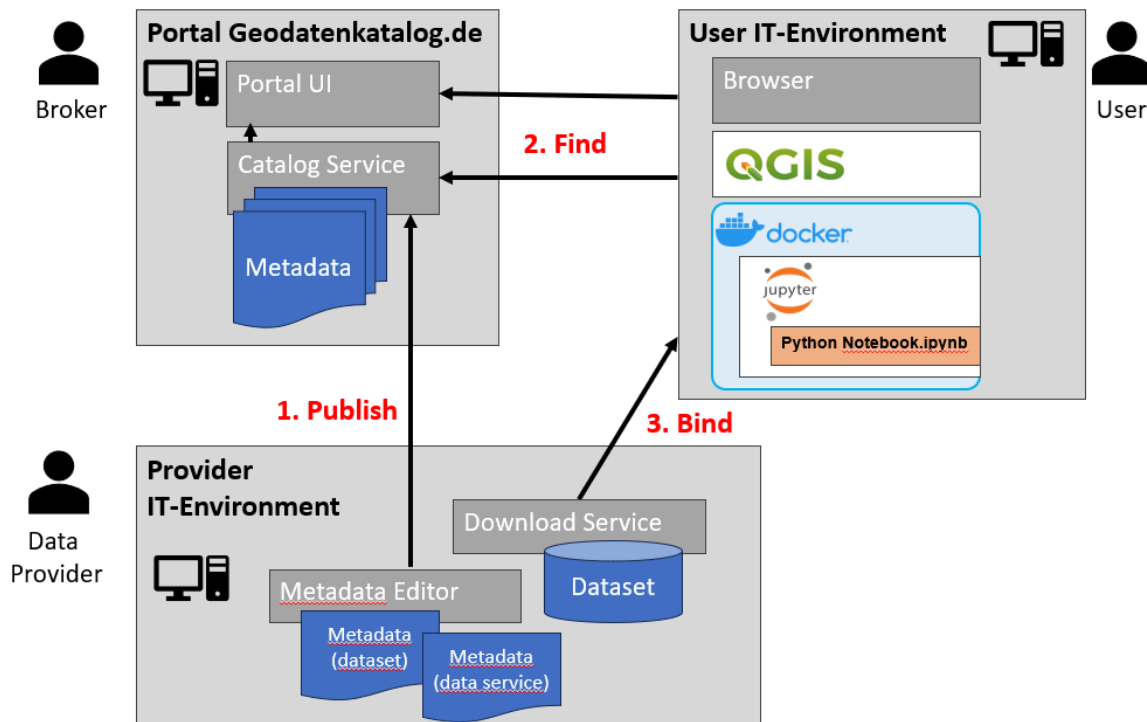 Portal Geodatenkatalog.de
Portal UI
Catalog Service
Metadata
Broker
User IT-Environment
Browser
QGIS
docker
jupyter
Python Notebook.ipynb
User
2. Find
1. Publish
3. Bind
Provider
IT-Environment
Download Service
Dataset
Metadata Editor
Metadata
(dataset)
Metadata
(data service)
Data
Provider